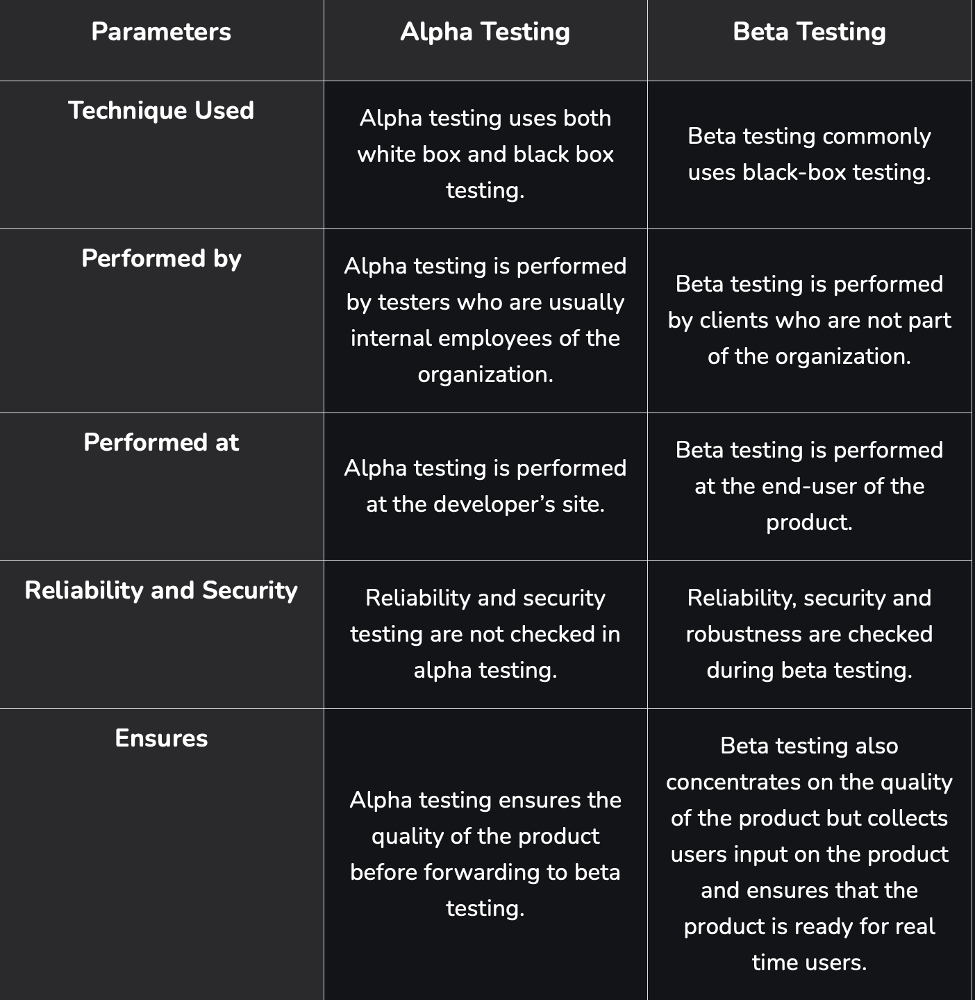 Parameters
Alpha Testing
Beta Testing
Technique Used
Alpha testing uses both
white box and black box
testing.
Beta testing commonly
uses black-box testing.
Performed by
Alpha testing is performed
by testers who are usually
internal employees of the
organization.
Beta testing is performed
by clients who are not part
of the organization.
Performed at
Alpha testing is performed
at the developer’s site.
Beta testing is performed
at the end-user of the
product.
Reliability and Security
Reliability and security
testing are not checked in
alpha testing.
Reliability, security and
robustness are checked
during beta testing.
Ensures
Alpha testing ensures the
quality of the product
before forwarding to beta
testing.
Beta testing also
concentrates on the quality
of the product but collects
users input on the product
and ensures that the
product is ready for real
time users.